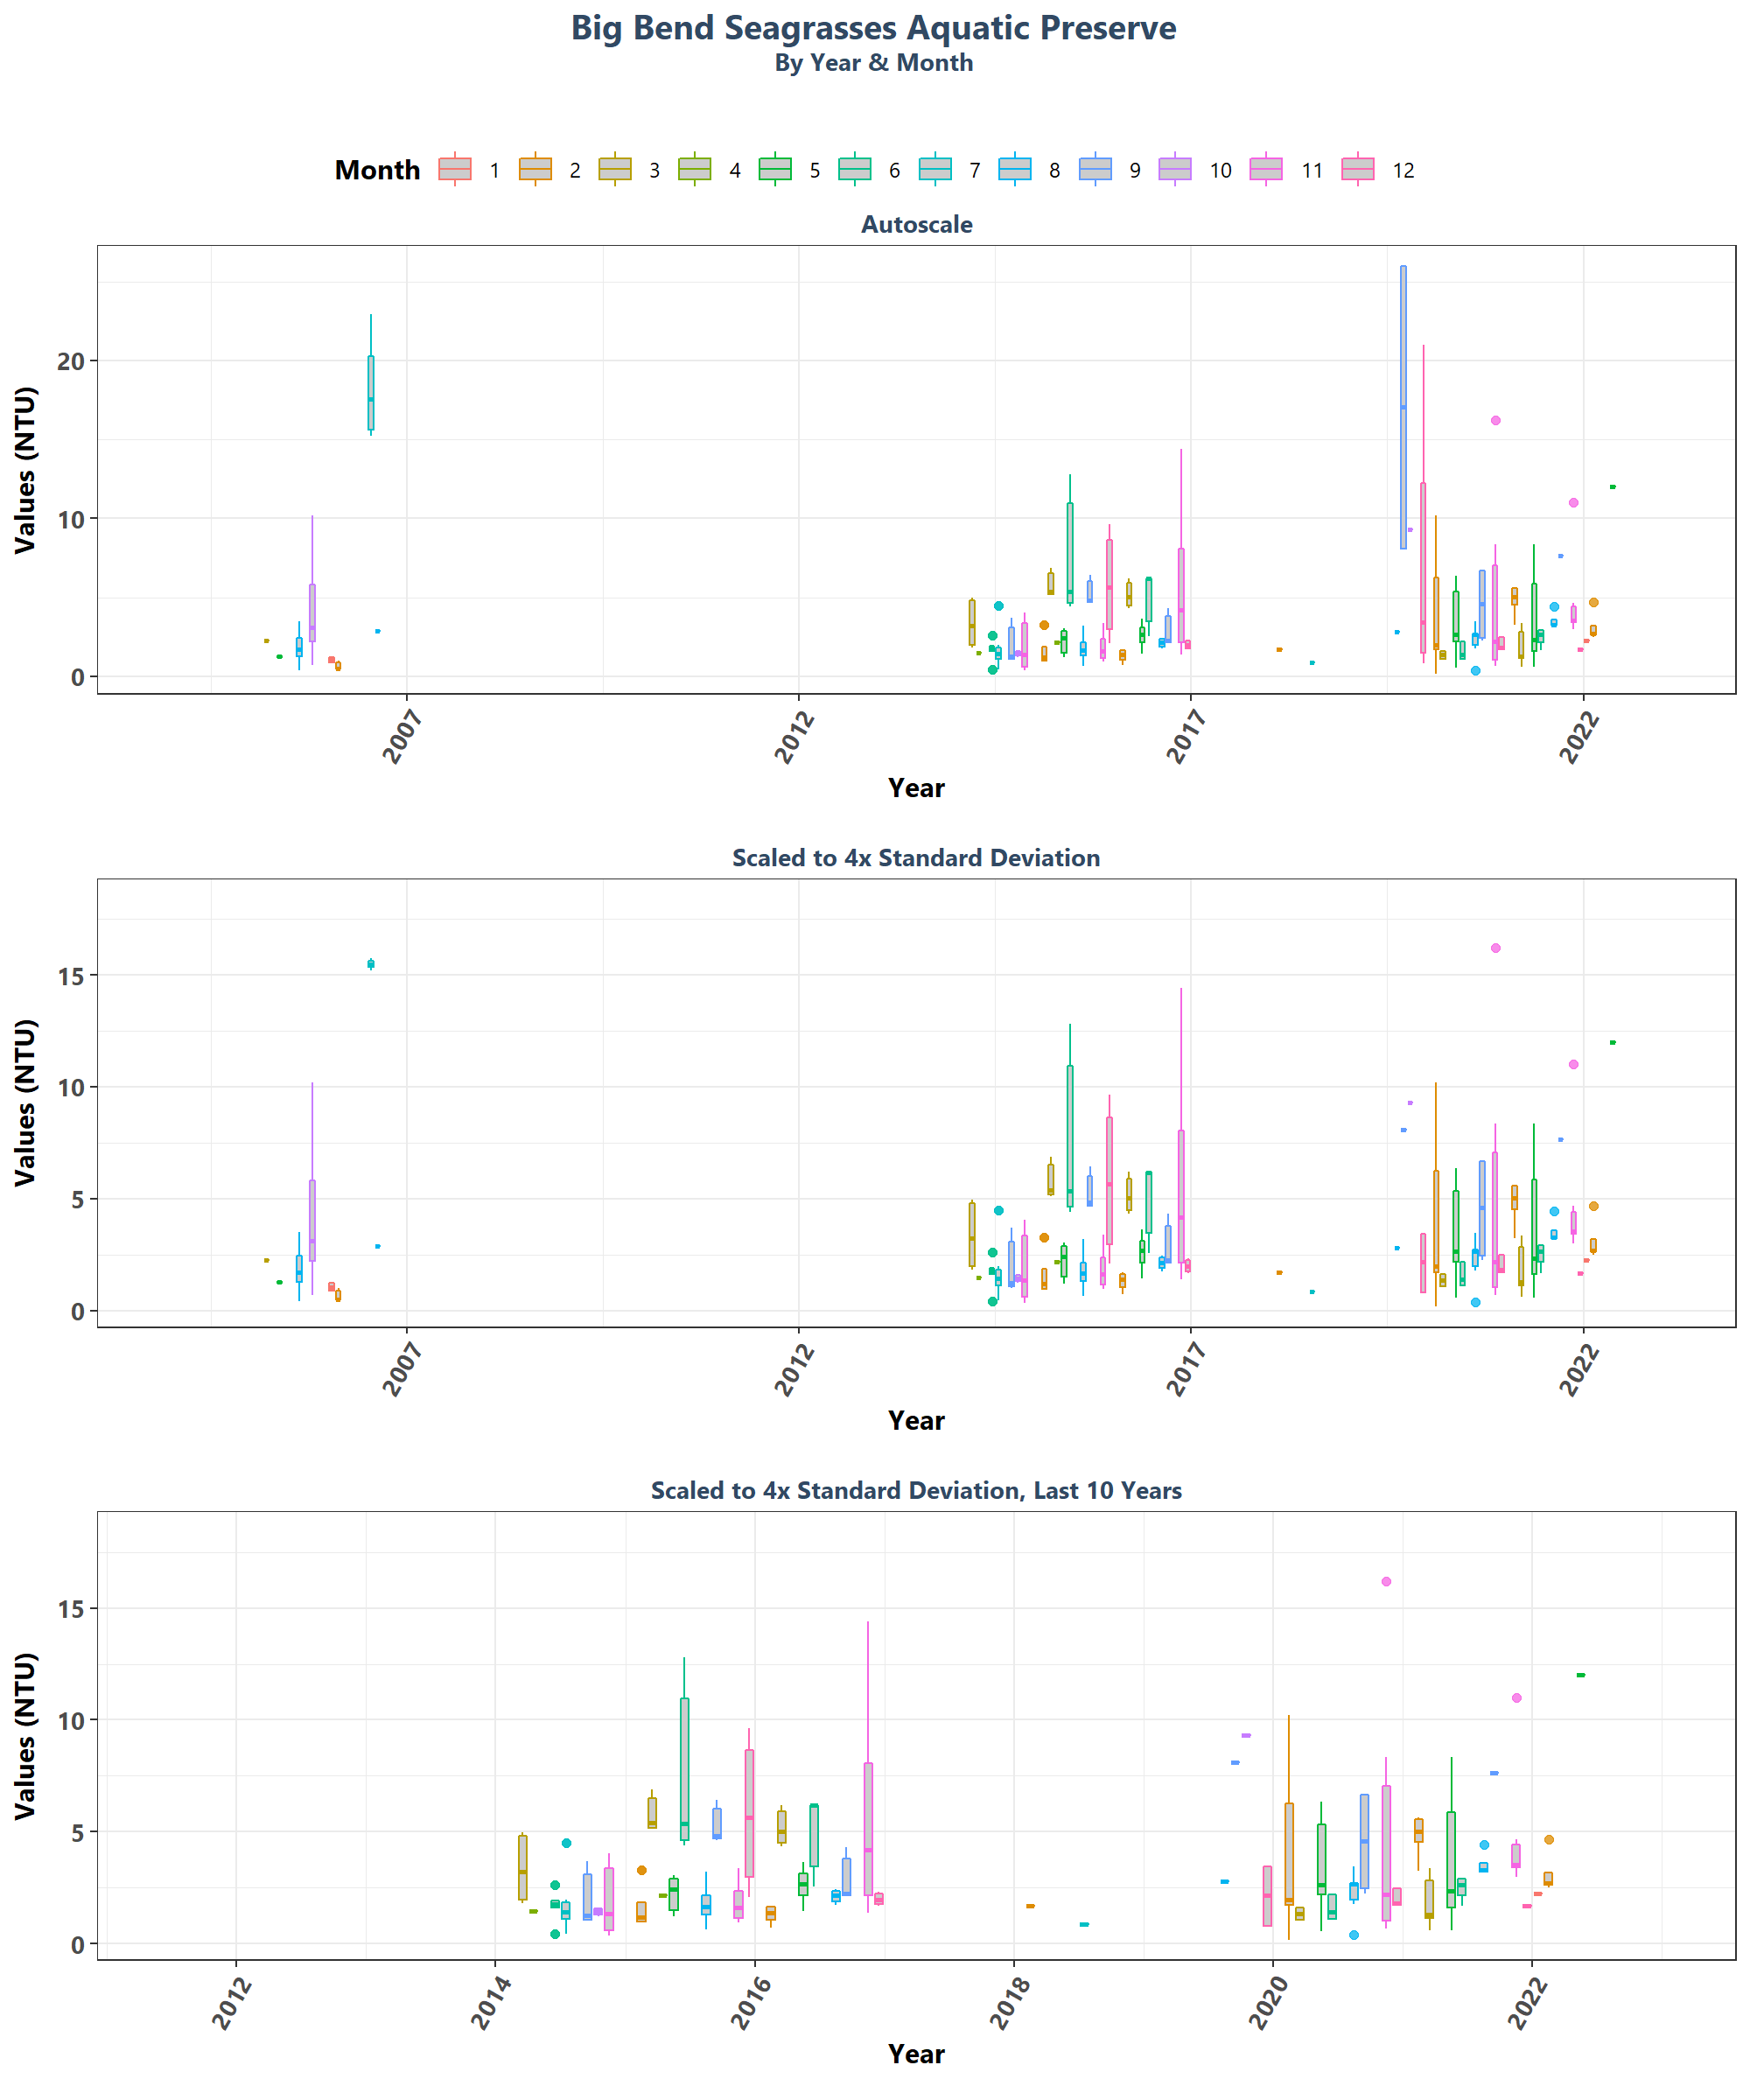 Big Bend Seagrasses Aquatic Preserve
By Year & Month
Month 1 2 3 4 5 6 7 8 9 10 11 12
Autoscale
Values (NTU)
20
10
0
2007 2012 2017 2022
Year
Scaled to 4x Standard Deviation
Values (NTU)
15
10
5
0
2007 2012 2017 2022
Year
Scaled to 4x Standard Deviation, Last 10 Years
Values (NTU)
15
10
5
0
2012 2014 2016 2018 2020 2022
Year